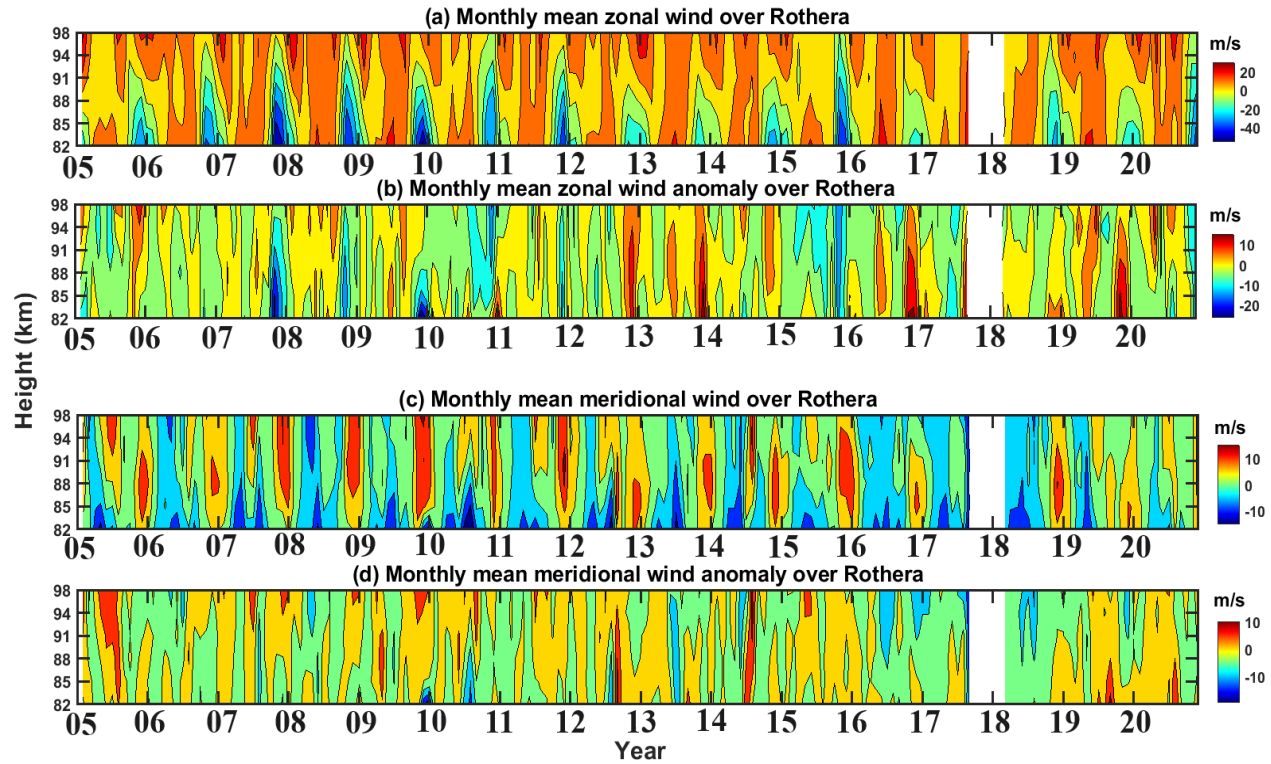 (a) Monthly mean zonal wind over Rothera
98
94
91
88
85
82
05 06 07 08 09 10 11 12 13 14 15 16 17 18 19 20
m/s
20
0
-20
-40
(b) Monthly mean zonal wind anomaly over Rothera
98
94
91
88
85
82
05 06 07 08 09 10 11 12 13 14 15 16 17 18 19 20
m/s
10
0
-10
-20
Height (km)
(c) Monthly mean meridional wind over Rothera
98
94
91
88
85
82
05 06 07 08 09 10 11 12 13 14 15 16 17 18 19 20
m/s
10
0
-10
(d) Monthly mean meridional wind anomaly over Rothera
98
94
91
88
85
82
05 06 07 08 09 10 11 12 13 14 15 16 17 18 19 20
m/s
10
0
-10
Year